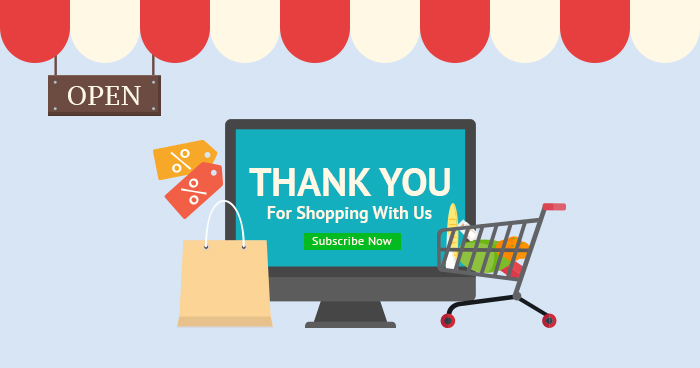 OPEN
%
%
THANK YOU
For Shopping With Us
Subscribe Now